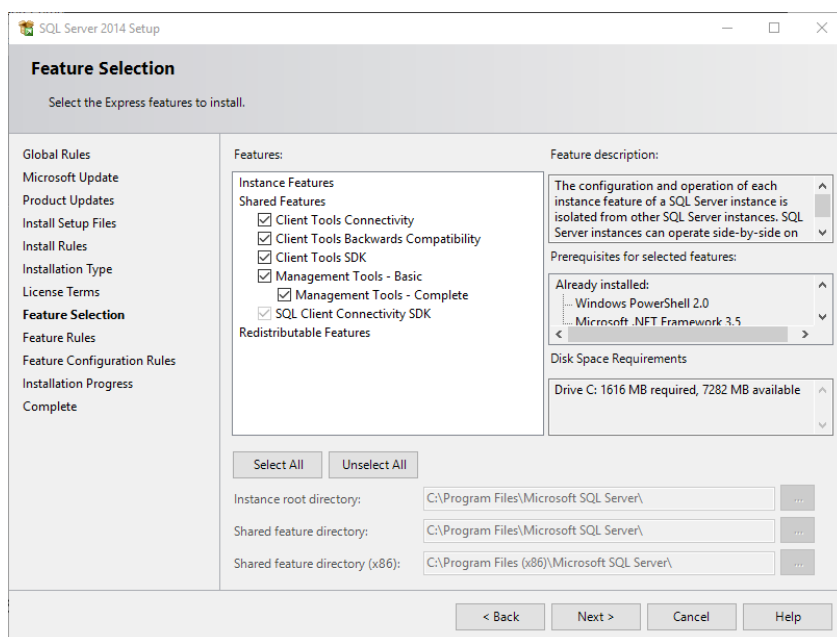 SQL Server 2014 Setup
Feature Selection
Select the Express features to install.
Global Rules
Microsoft Update
Product Updates
Install Setup Files
Install Rules
Installation Type
License Terms
Feature Selection
Feature Rules
Feature Configuration Rules
Installation Progress
Complete
Features:
Instance Features
Shared Features
Client Tools Connectivity
Client Tools Backwards Compatibility
Client Tools SDK
Management Tools - Basic
Management Tools - Complete
SQL Client Connectivity SDK
Redistributable Features
Feature description:
The configuration and operation of each
instance feature of a SQL Server instance is
isolated from other SQL Server instances. SQL
Server instances can operate side-by-side on
Prerequisites for selected features:
Already installed:
Windows PowerShell 2.0
Microsoft .NET Framework 3.5
Disk Space Requirements
Drive C: 1616 MB required, 7282 MB available
Select All
Unselect All
Instance root directory:
C:\Program Files\Microsoft SQL Server\
...
Shared feature directory:
C:\Program Files\Microsoft SQL Server\
...
Shared feature directory (x86):
C:\Program Files (x86)\Microsoft SQL Server\
...
< Back
Next >
Cancel
Help